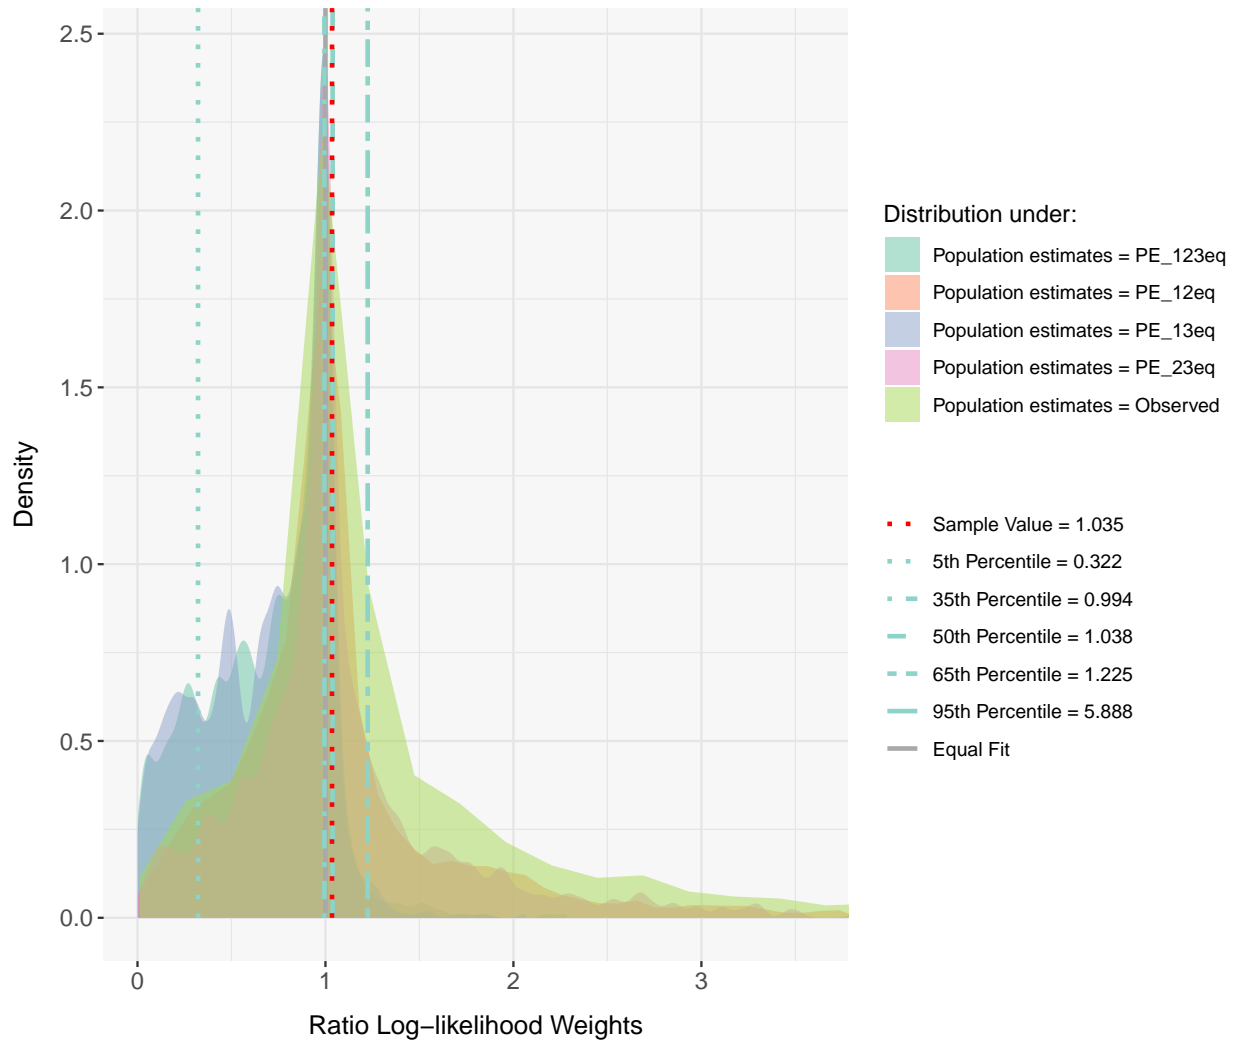 2.5
2.0
1.5
1.0
0.5
0.0
Density
0
1
2
3
Ratio Log−likelihood Weights
Distribution under:
Population estimates = PE_123eq
Population estimates = PE_12eq
Population estimates = PE_13eq
Population estimates = PE_23eq
Population estimates = Observed
Sample Value = 1.035
5th Percentile = 0.322
35th Percentile = 0.994
50th Percentile = 1.038
65th Percentile = 1.225
95th Percentile = 5.888
Equal Fit